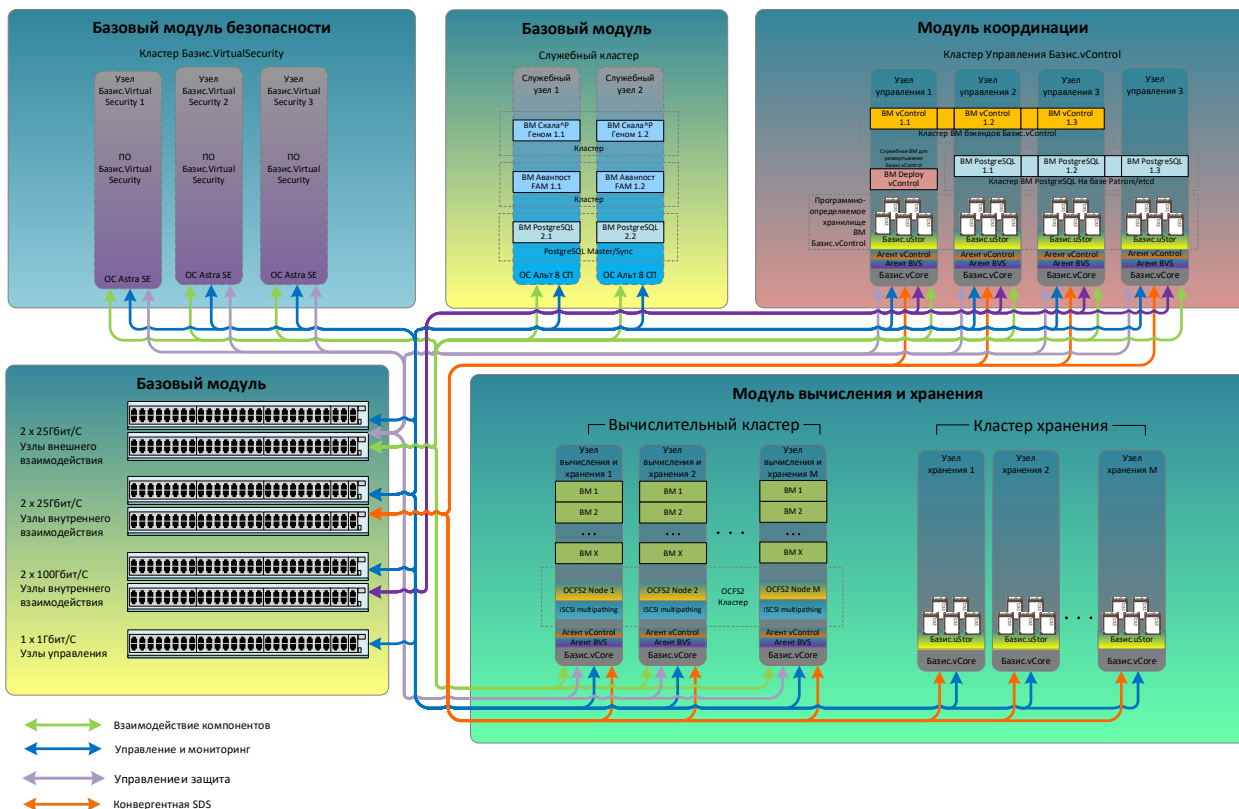 Базовый модуль безопасности
Кластер Базис.VirtualSecurity
Узел
Базис.Virtual
Security 1
Узел
Базис.Virtual
Security 2
Узел
Базис.Virtual
Security 3
ПО
Базис.Virtual
Security
ПО
Базис.Virtual
Security
ПО
Базис.Virtual
Security
ОС Astra SE
ОС Astra SE
ОС Astra SE
Базовый модуль
Служебный кластер
Служебный
узел 1
Служебный
узел 2
ВМ Скала^Р
Геном 1.1
ВМ Скала^Р
Геном 1.2
Кластер
ВМ Аванпост
FAM 1.1
ВМ Аванпост
FAM 1.2
Кластер
ВМ PostgreSQL
2.1
ВМ PostgreSQL
2.2
PostgreSQL Master/Sync
ОС Альт 8 СП
ОС Альт 8 СП
Модуль координации
Кластер Управления Базис.vControl
Узел
управления 1
Узел
управления 2
Узел
управления 3
Узел
управления 3
ВМ vControl
1.1
ВМ vControl
1.2
ВМ vControl
1.3
Кластер ВМ бэкендов Базис.vControl
Служебная ВМ для
развертывание
Базис.vControl
ВМ Deploy
vControl
ВМ PostgreSQL
1.1
ВМ PostgreSQL
1.2
ВМ PostgreSQL
1.3
Кластер ВМ PostgreSQL На базе Patroni/etcd
Программно-
определяемое
хранилище
ВМ
Базис.vControl
Базис.uStor
Агент vControl
Агент BVS
Базис.vCore
Базис.uStor
Агент vControl
Агент BVS
Базис.vCore
Базис.uStor
Агент vControl
Агент BVS
Базис.vCore
Базис.uStor
Агент vControl
Агент BVS
Базис.vCore
Базовый модуль
2 x 25Гбит/С
Узлы внешнего
взаимодействия
2 x 25Гбит/С
Узлы внутреннего
взаимодействия
2 x 100Гбит/С
Узлы внутреннего
взаимодействия
1 x 1Гбит/С
Узлы управления
Модуль вычисления и хранения
Вычислительный кластер
Узел
вычисления и
хранения 1
Узел
вычисления и
хранения 2
Узел
вычисления и
хранения M
ВМ 1
ВМ 2
...
ВМ X
ВМ 1
ВМ 2
...
ВМ X
. . .
ВМ 1
ВМ 2
...
ВМ X
OCFS2 Node 1
ISCSI multipathing
Агент vControl
Агент BVS
Базис.vCore
OCFS2 Node 2
ISCSI multipathing
Агент vControl
Агент BVS
Базис.vCore
OCFS2
Кластер
OCFS2 Node M
ISCSI multipathing
Агент vControl
Агент BVS
Базис.vCore
Кластер хранения
Узел
хранения 1
Узел
хранения 2
Узел
хранения M
Базис.uStor
Базис.vCore
Базис.uStor
Базис.vCore
. . .
Базис.uStor
Базис.vCore
Взаимодействие компонентов
Управление и мониторинг
Управление и защита
Конвергентная SDS